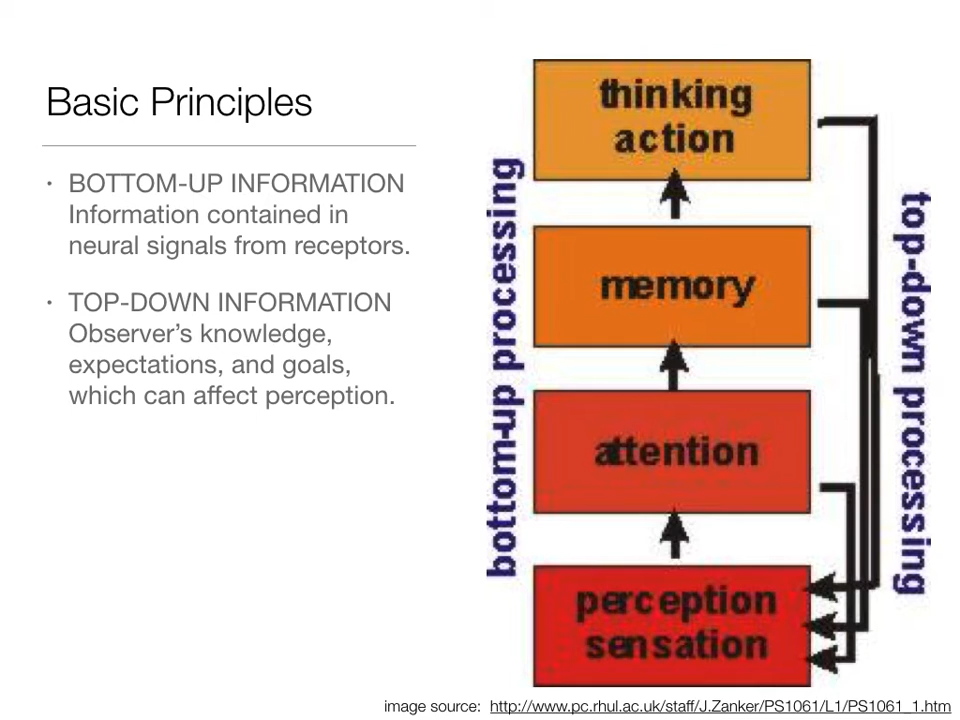 Basic Principles
• BOTTOM-UP INFORMATION
Information contained in
neural signals from receptors.
• TOP-DOWN INFORMATION
Observer’s knowledge,
expectations, and goals,
which can affect perception.
bottom-up processing
thinking
action
memory
attention
perception
sensation
top-down processing
image source: http://www.pc.rhul.ac.uk/staff/J.Zanker/PS1061/L1/PS1061_1.htm